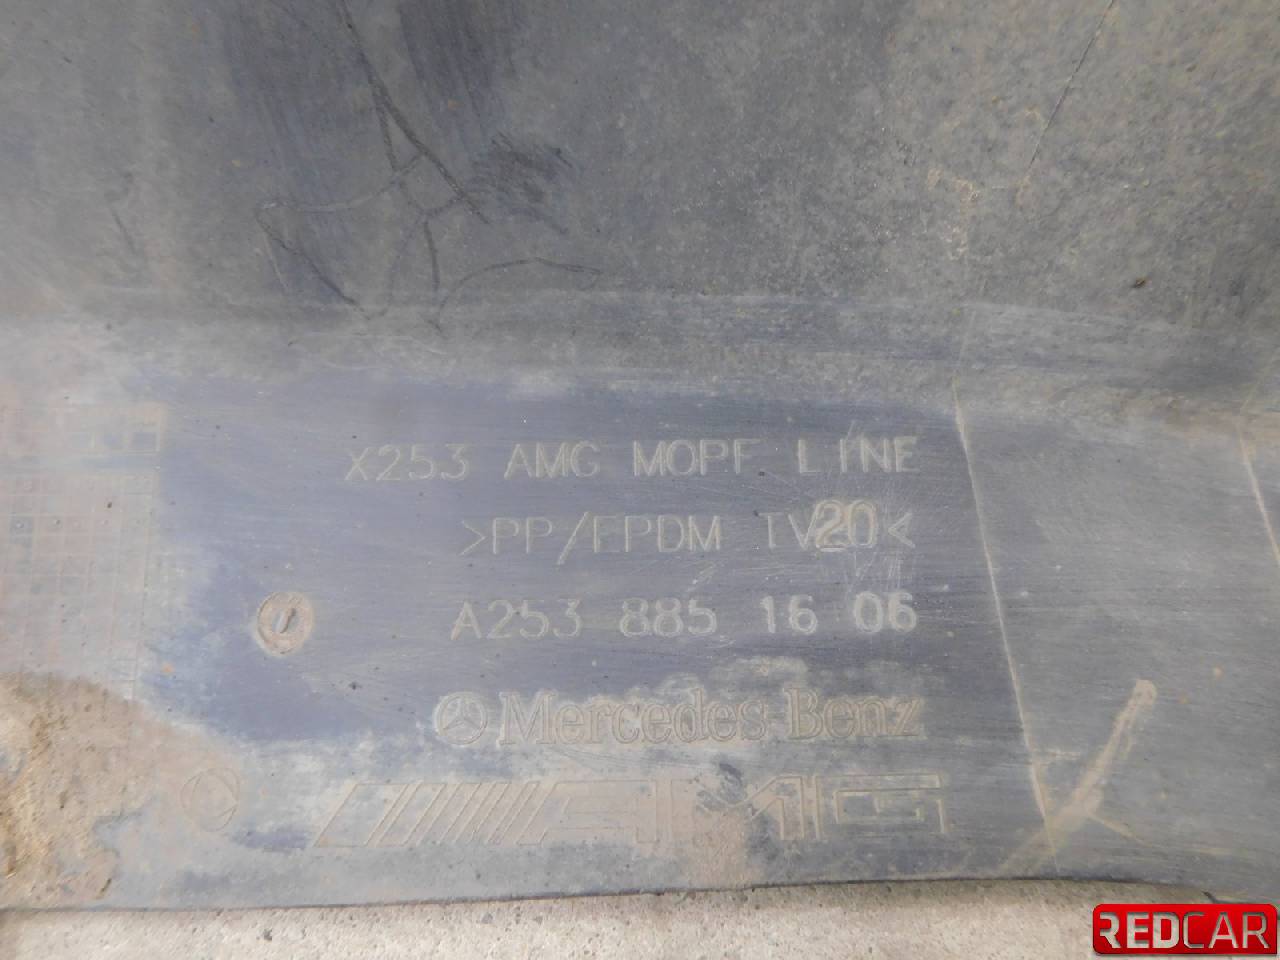 X253 AMG MOPF LINE
>PP/EPDM TV20<
A253 885 16 06
Mercedes-Benz
AMG
REDCAR